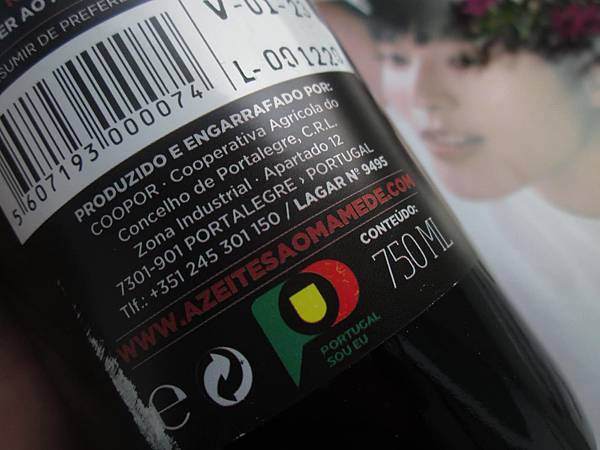 ER AO
SUMIR DE PREFERE
V-01-23
L-001220
5 607193 000074
PRODUZIDO E ENGARRAFADO POR:
COOPOR · Cooperativa Agrícola do
Concelho de Portalegre, C.R.L.
Zona Industrial · Apartado 12
7301-901 PORTALEGRE › PORTUGAL
Tlf.: +351 245 301 150 / LAGAR Nº 9495
WWW.AZEITESAOMAMEDE.COM
CONTEÚDO:
750 ML
PORTUGAL
SOU EU
e